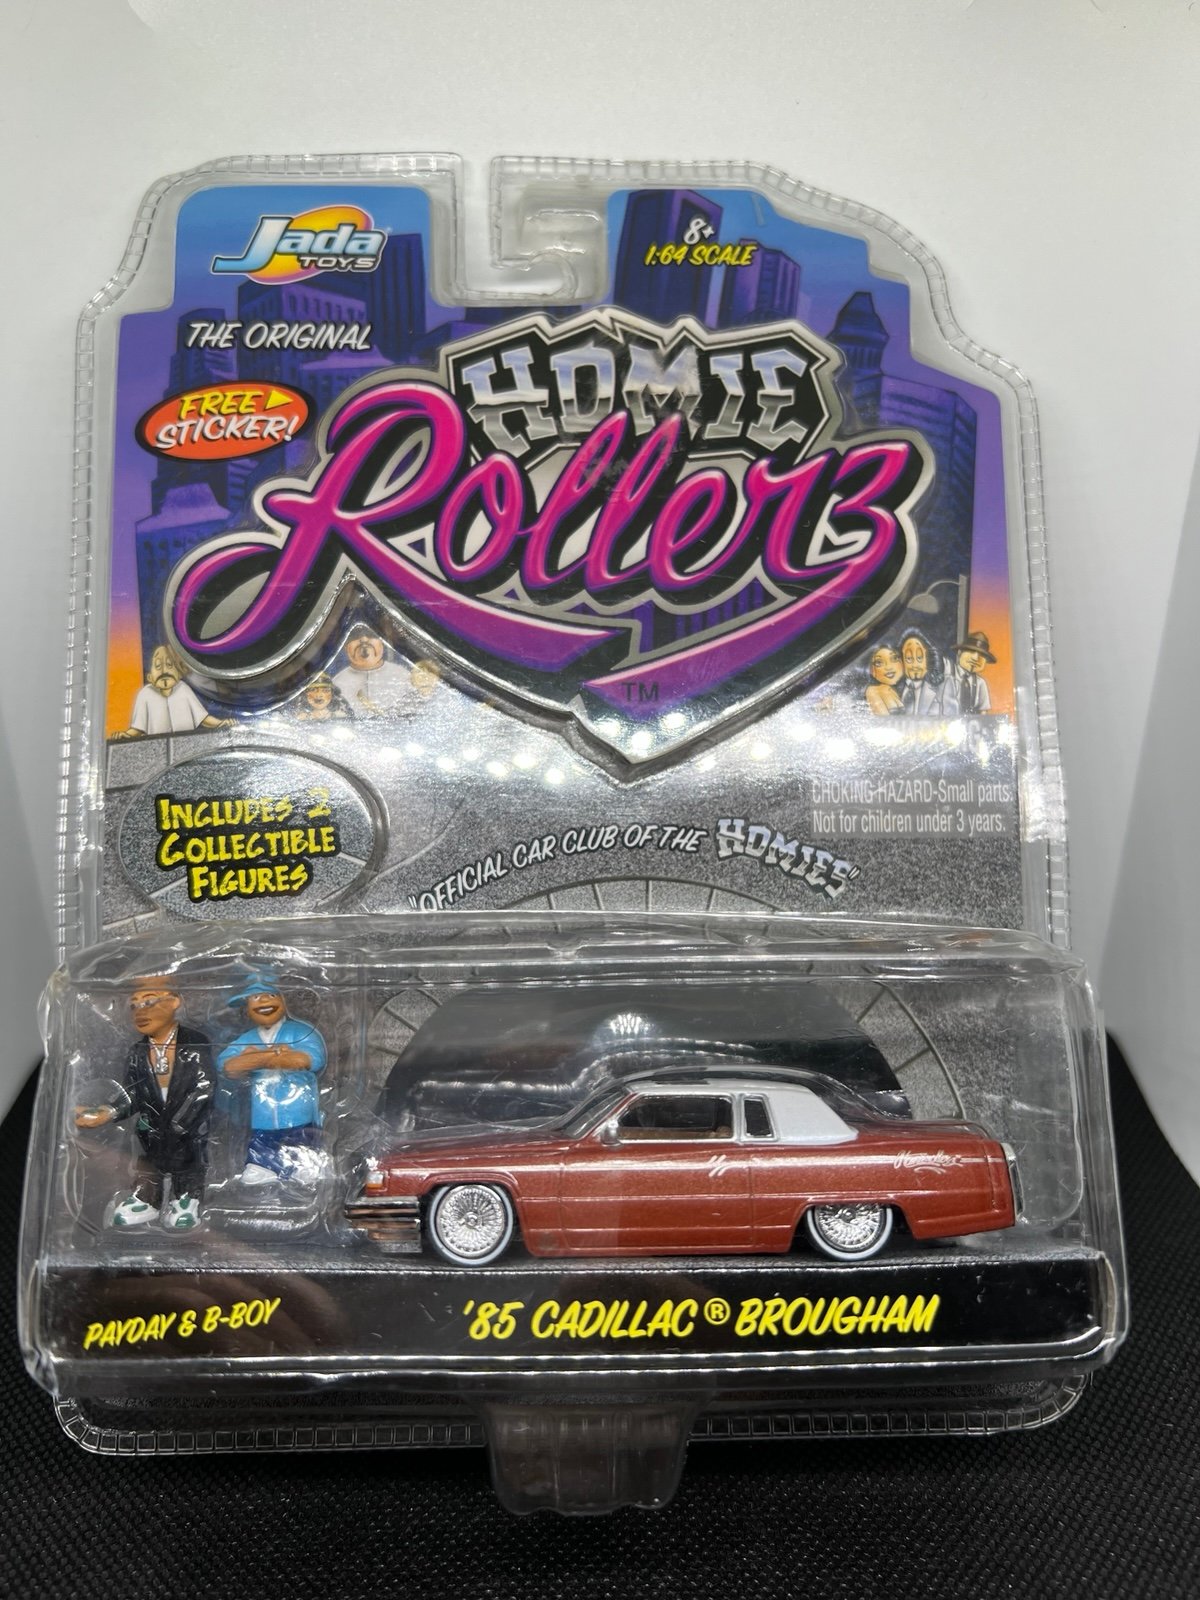 Jada
TOYS
8+
1:64 SCALE
THE ORIGINAL
FREE
STICKER!
HOMIE
Rollerz
TM
WARNING:
CHOKING HAZARD-Small parts.
Not for children under 3 years.
INCLUDES 2
COLLECTIBLE
FIGURES
"OFFICIAL CAR CLUB OF THE HOMIES"
PAYDAY & B-BOY
'85 CADILLAC® BROUGHAM